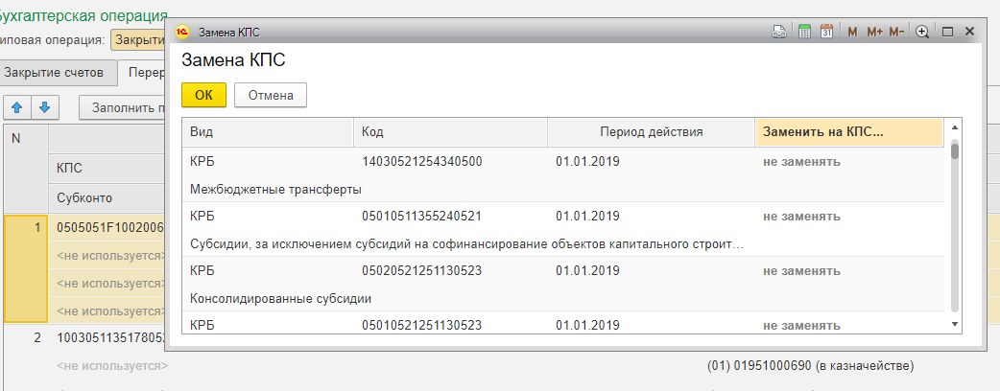 Бухгалтерская операция
Типовая операция: Закрыти
Закрытие счетов Перер
Заполнить п
N
КПС
Субконто
1 0505051F1002006
<не используется>
<не используется>
<не используется>
2 1003051135178052
<не используется>
(01) 01951000690 (в казначействе)
Замена КПС
M M+ M-
Замена КПС
ОК Отмена
Вид Код Период действия Заменить на КПС...
КРБ 14030521254340500 01.01.2019 не заменять
Межбюджетные трансферты
КРБ 05010511355240521 01.01.2019 не заменять
Субсидии, за исключением субсидий на софинансирование объектов капитального строит...
КРБ 05020521251130523 01.01.2019 не заменять
Консолидированные субсидии
КРБ 05010521251130523 01.01.2019 не заменять